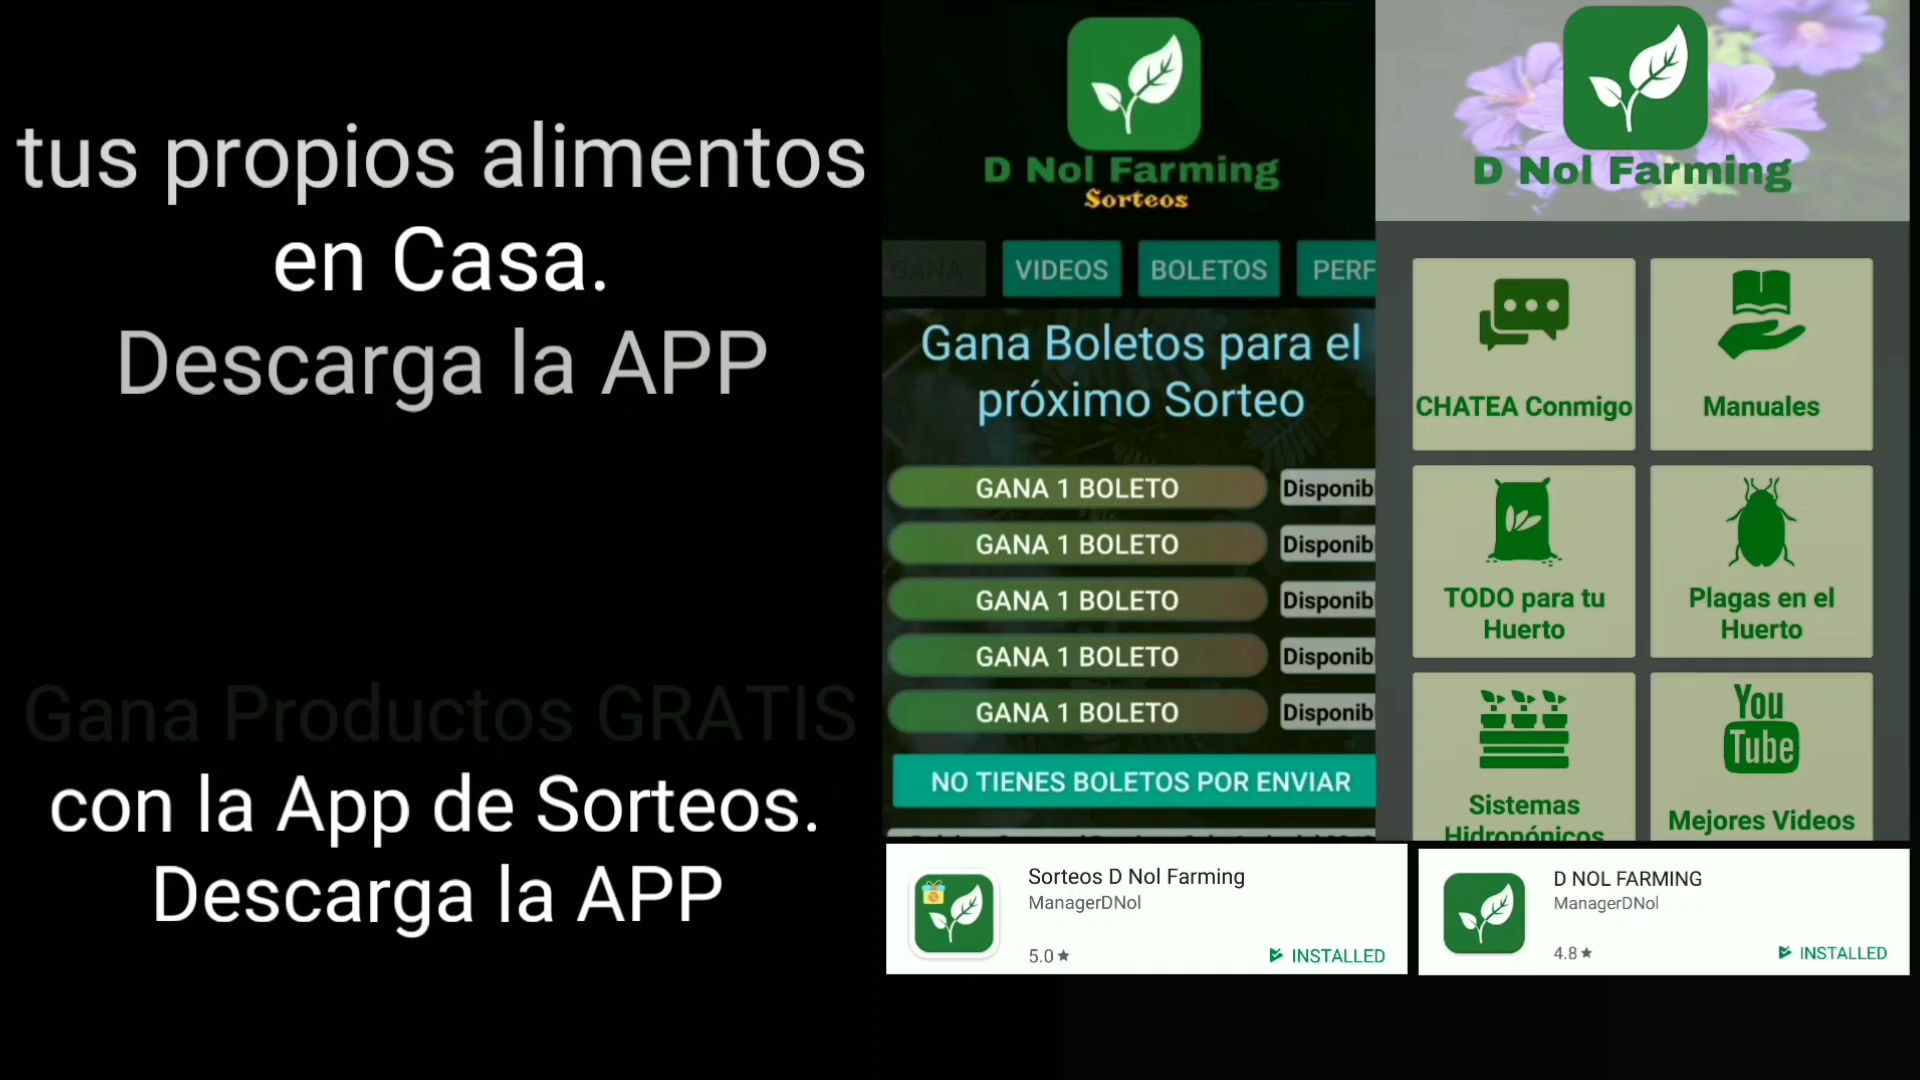 tus propios alimentos
en Casa.
Descarga la APP
Gana Productos GRATIS
con la App de Sorteos.
Descarga la APP
D Nol Farming
Sorteos
GANA
VIDEOS
BOLETOS
PERF
Gana Boletos para el
próximo Sorteo
GANA 1 BOLETO
Disponib
GANA 1 BOLETO
Disponib
GANA 1 BOLETO
Disponib
GANA 1 BOLETO
Disponib
GANA 1 BOLETO
Disponib
NO TIENES BOLETOS POR ENVIAR
Sorteos D Nol Farming
ManagerDNol
5.0★
INSTALLED
D Nol Farming
CHATEA Conmigo
Manuales
TODO para tu
Huerto
Plagas en el
Huerto
Sistemas
Hidropónicos
You
Tube
Mejores Videos
D NOL FARMING
ManagerDNol
4.8★
INSTALLED